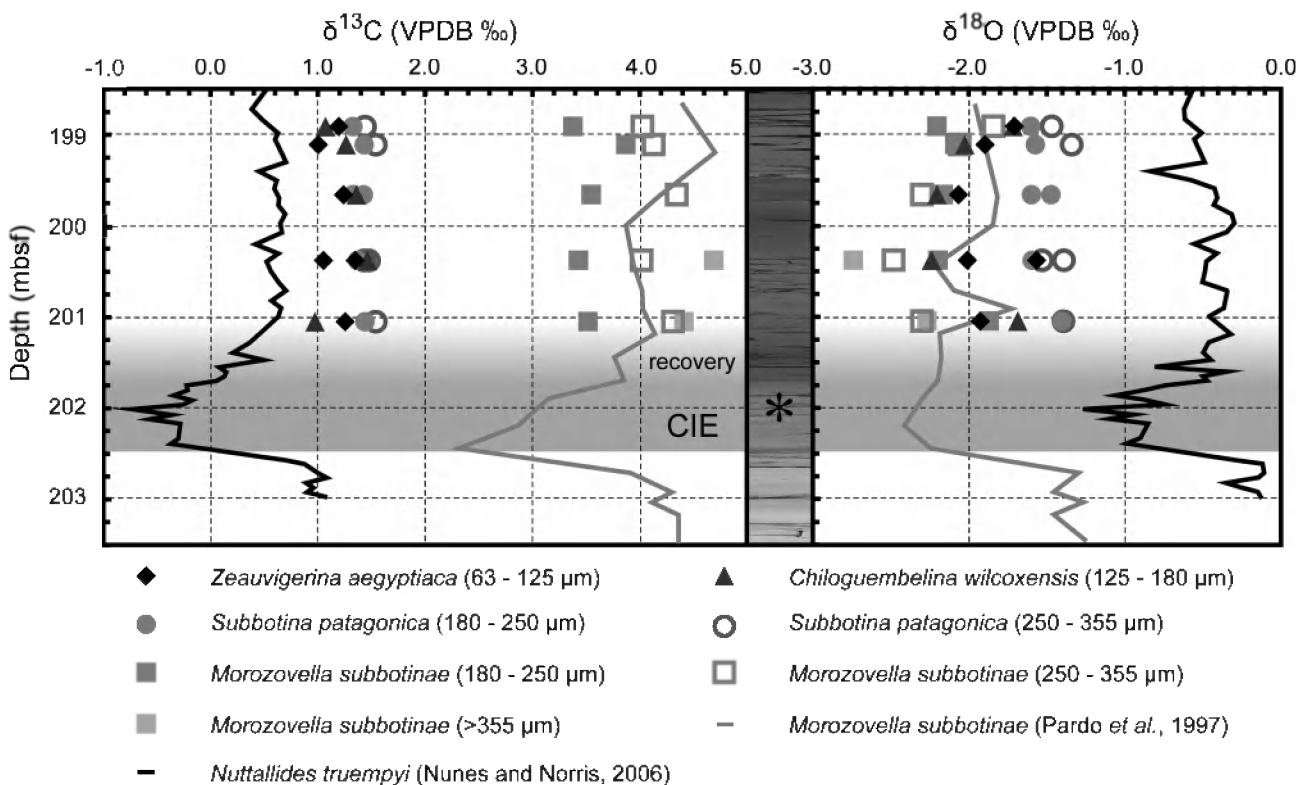 δ13C (VPDB ‰) δ18O (VPDB ‰)
-1.0 0.0 1.0 2.0 3.0 4.0 5.0 -3.0 -2.0 -1.0 0.0
Depth (mbsf)
199
200
201
recovery
202
CIE
*
203
Zeauvigerina aegyptiaca (63 - 125 µm)
Chiloguembelina wilcoxensis (125 - 180 µm)
Subbotina patagonica (180 - 250 µm)
Subbotina patagonica (250 - 355 µm)
Morozovella subbotinae (180 - 250 µm)
Morozovella subbotinae (250 - 355 µm)
Morozovella subbotinae (>355 µm)
Morozovella subbotinae (Pardo et al., 1997)
Nuttallides truempyi (Nunes and Norris, 2006)